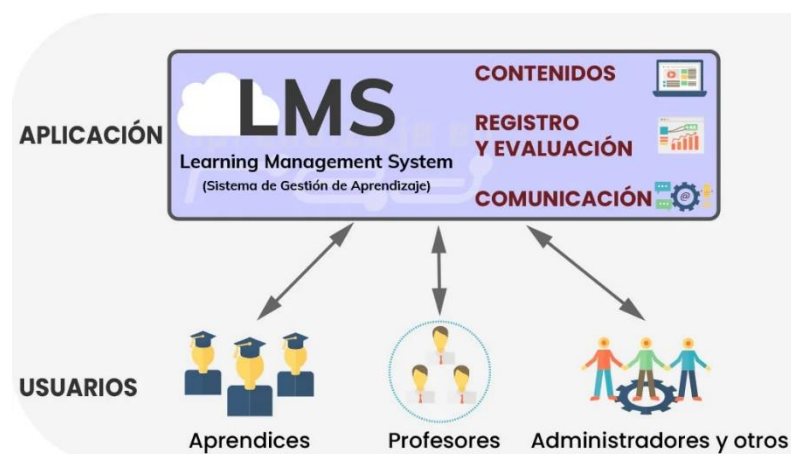 APLICACIÓN
LMS
Learning Management System
(Sistema de Gestión de Aprendizaje)
CONTENIDOS
REGISTRO
Y EVALUACIÓN
COMUNICACIÓN
@
USUARIOS
Aprendices
Profesores
Administradores y otros